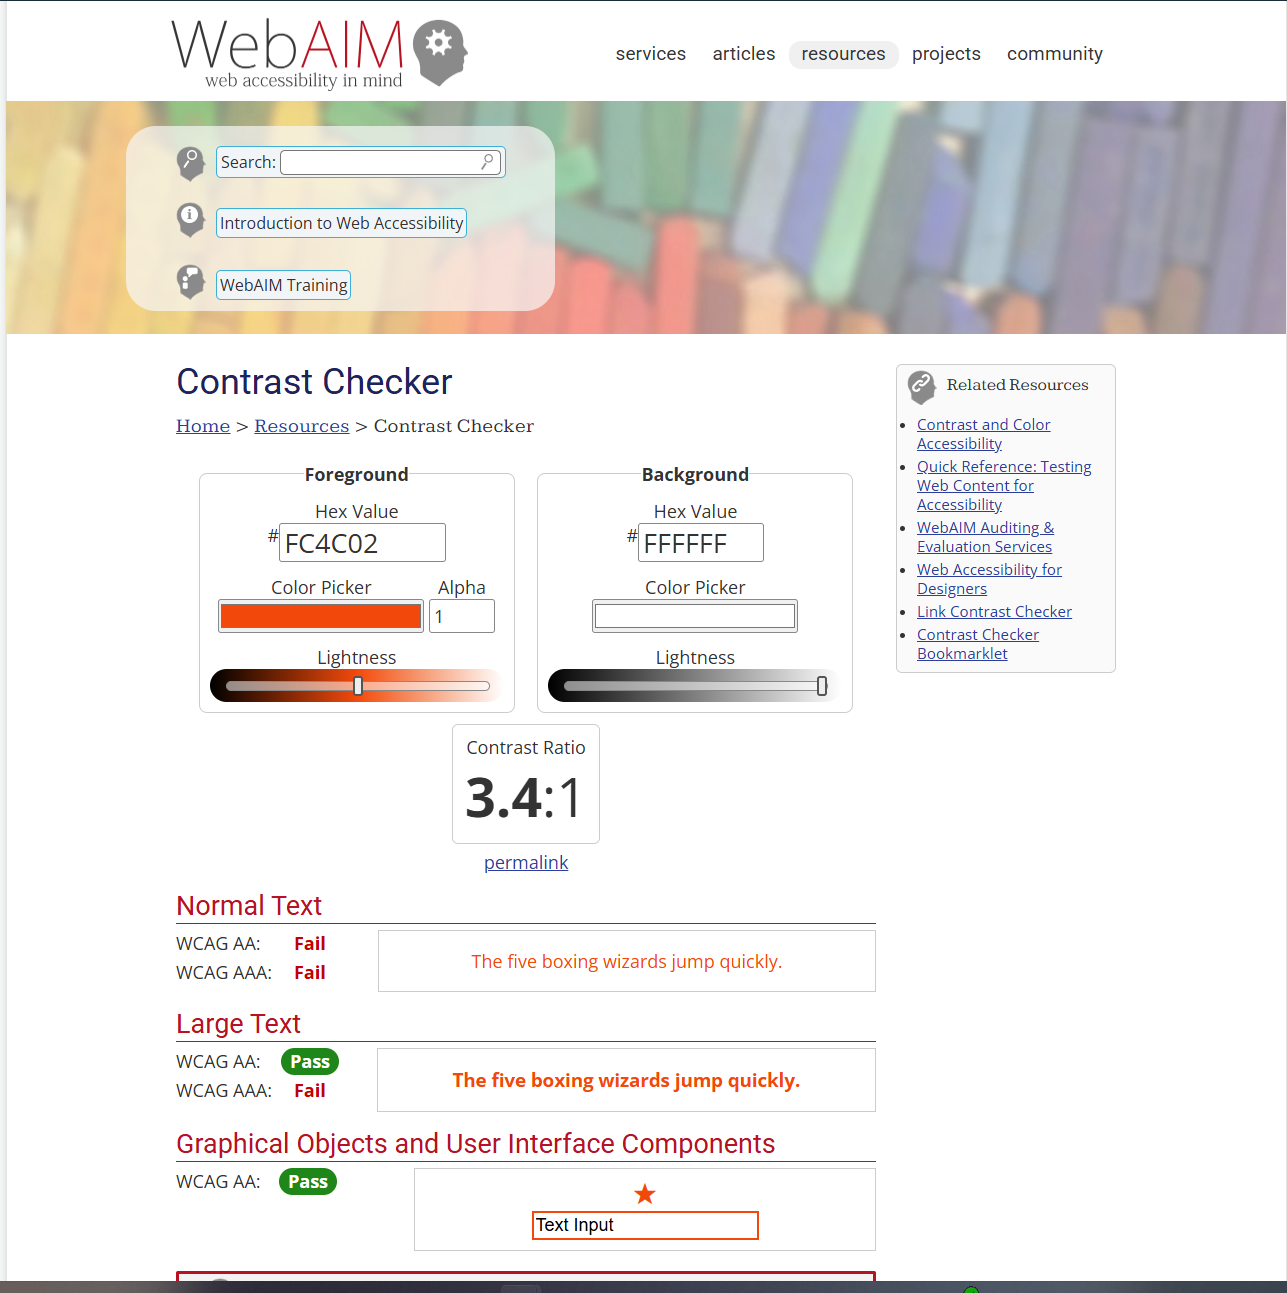 WebAIM
web accessibility in mind
services articles resources projects community
Search:
Introduction to Web Accessibility
WebAIM Training
Contrast Checker
Home > Resources > Contrast Checker
Foreground
Hex Value
#FC4C02
Color Picker Alpha
1
Lightness
Background
Hex Value
#FFFFFF
Color Picker
Lightness
Contrast Ratio
3.4:1
permalink
Normal Text
WCAG AA: Fail
WCAG AAA: Fail
The five boxing wizards jump quickly.
Large Text
WCAG AA: Pass
WCAG AAA: Fail
The five boxing wizards jump quickly.
Graphical Objects and User Interface Components
WCAG AA: Pass
Text Input
Related Resources
Contrast and Color
Accessibility
Quick Reference: Testing
Web Content for
Accessibility
WebAIM Auditing &
Evaluation Services
Web Accessibility for
Designers
Link Contrast Checker
Contrast Checker
Bookmarklet